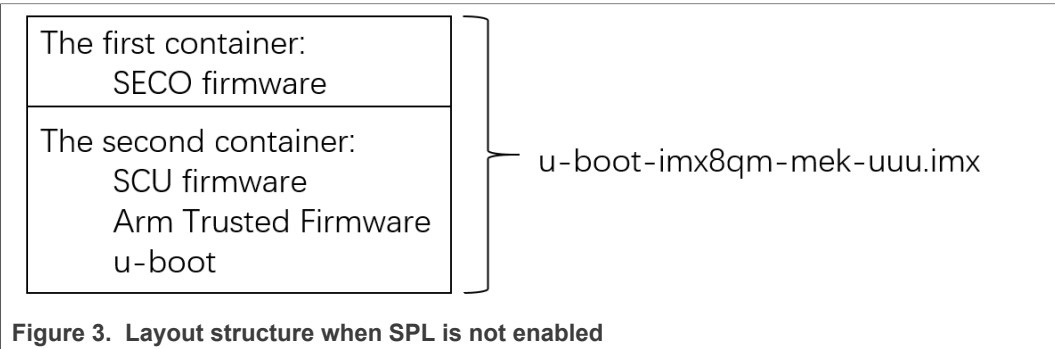 The first container:
SECO firmware
The second container:
SCU firmware
Arm Trusted Firmware
u-boot
u-boot-imx8qm-mek-uuu.imx
Figure 3. Layout structure when SPL is not enabled